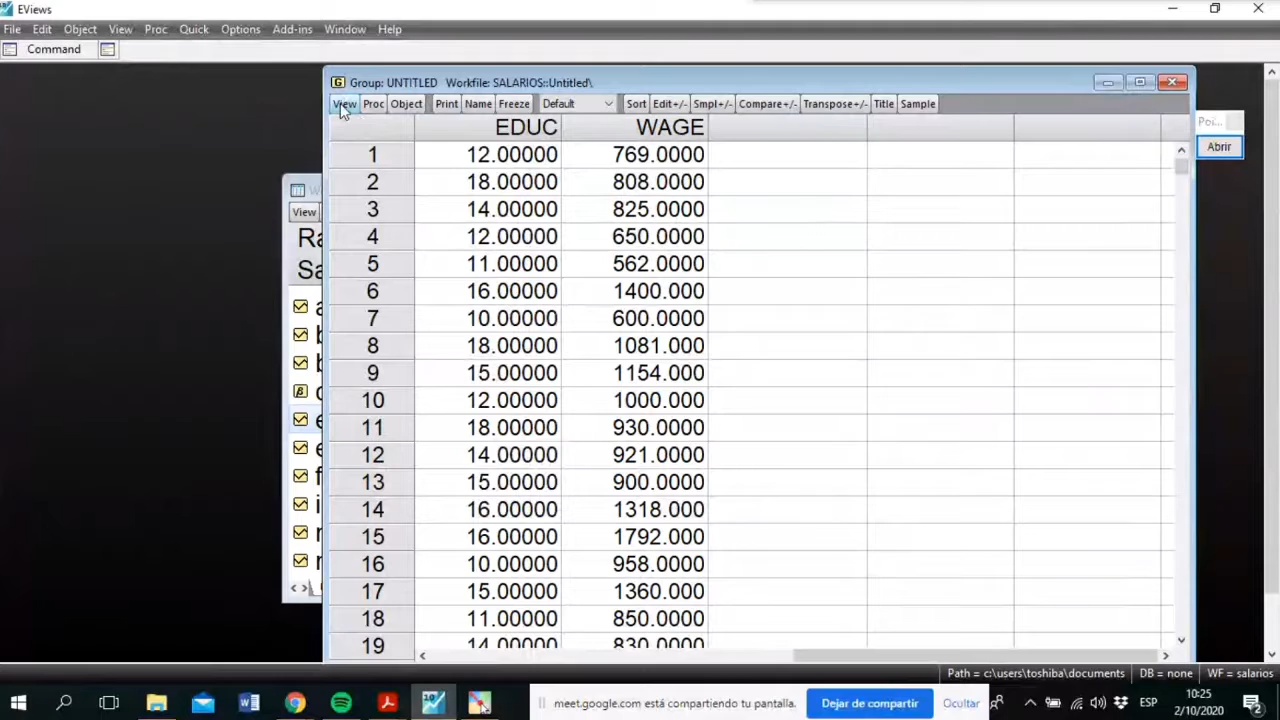 EViews
File Edit Object View Proc Quick Options Add-ins Window Help
Command
Group: UNTITLED Workfile: SALARIOS::Untitled\
View Proc Object Print Name Freeze Default Sort Edit+/- Smpl+/- Compare+/- Transpose+/- Title Sample
EDUC WAGE
1 12.00000 769.0000
2 18.00000 808.0000
3 14.00000 825.0000
4 12.00000 650.0000
5 11.00000 562.0000
6 16.00000 1400.000
7 10.00000 600.0000
8 18.00000 1081.000
9 15.00000 1154.000
10 12.00000 1000.000
11 18.00000 930.0000
12 14.00000 921.0000
13 15.00000 900.0000
14 16.00000 1318.000
15 16.00000 1792.000
16 10.00000 958.0000
17 15.00000 1360.000
18 11.00000 850.0000
19 14.00000 830.0000
View
Poi...
Abrir
Path = c:\users\toshiba\documents DB = none WF = salarios
meet.google.com está compartiendo tu pantalla. Dejar de compartir Ocultar
ESP
10:25
2/10/2020
2